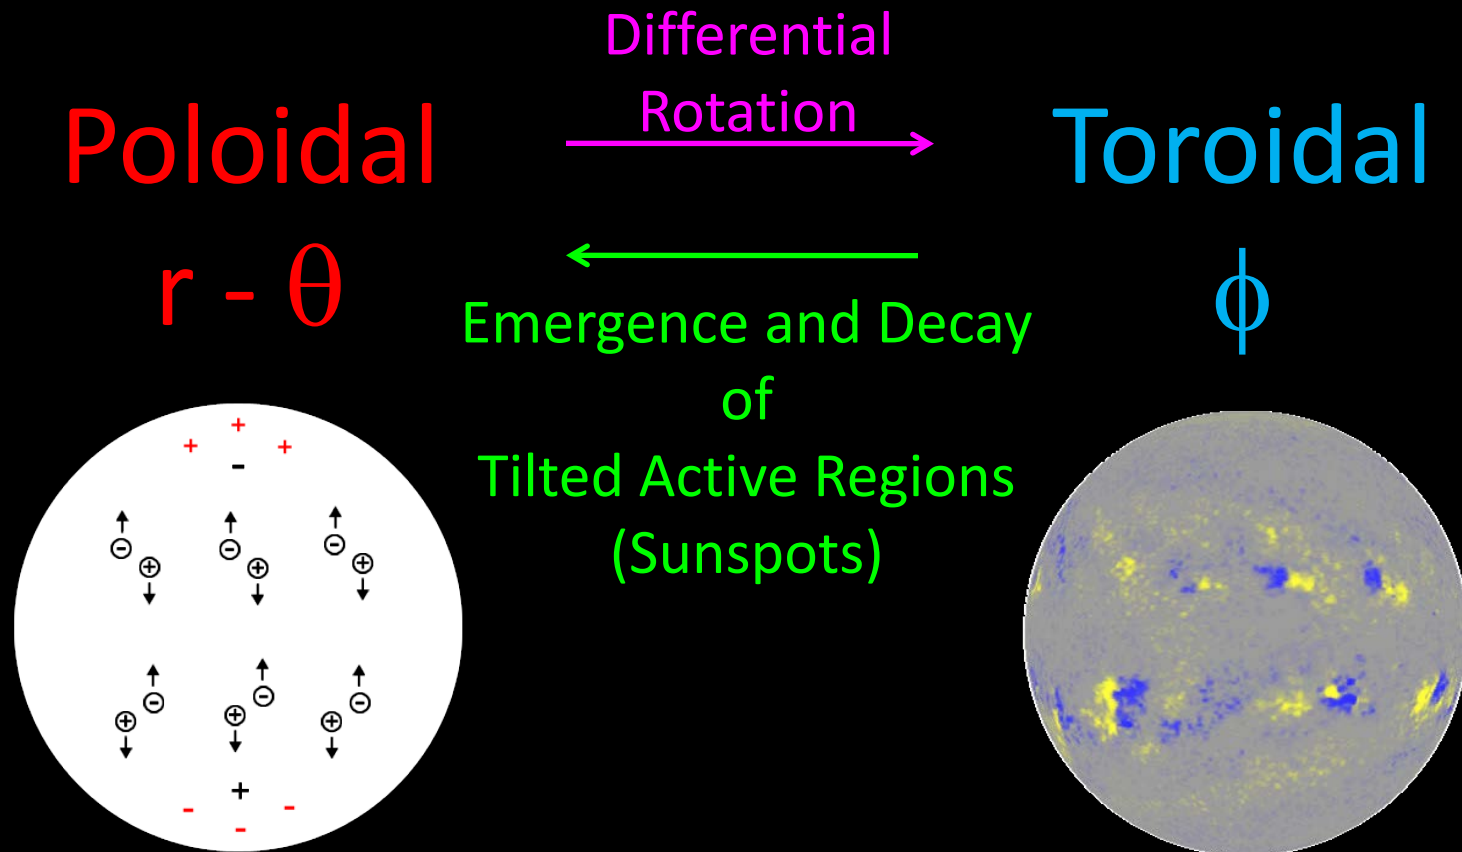 Differential
Rotation
Poloidal
Toroidal
r - θ
ϕ
Emergence and Decay
of
Tilted Active Regions
(Sunspots)
+ + +
-
- - -
+ + +
- - -
+ + +
+
- - -